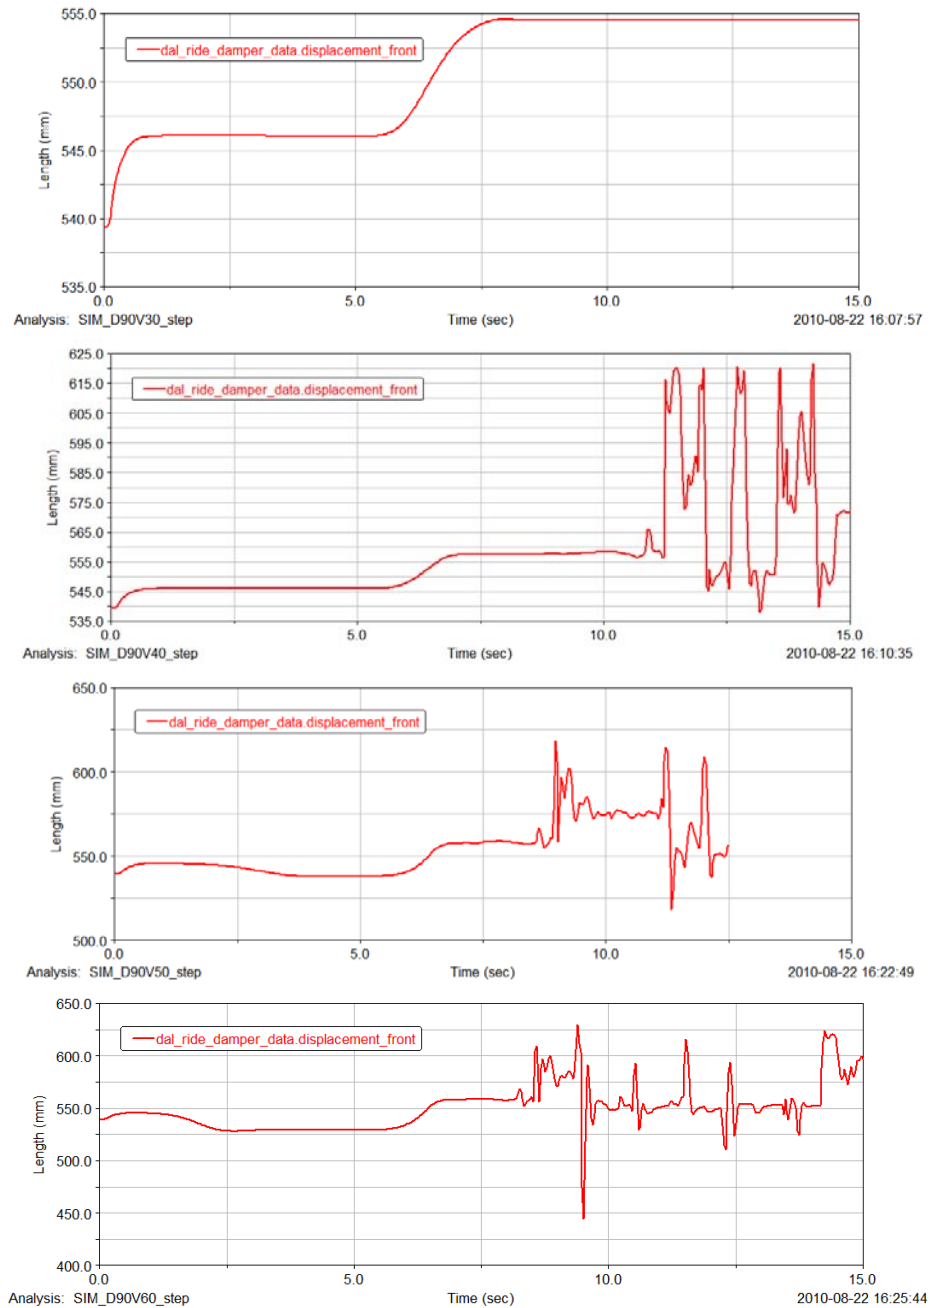 555.0
dal_ride_damper_data.displacement_front
550.0
Length (mm)
545.0
540.0
535.0
0.0 5.0 10.0 15.0
Analysis: SIM_D90V30_step Time (sec) 2010-08-22 16:07:57
625.0
dal_ride_damper_data.displacement_front
615.0
605.0
595.0
585.0
Length (mm)
575.0
565.0
555.0
545.0
535.0
0.0 5.0 10.0 15.0
Analysis: SIM_D90V40_step Time (sec) 2010-08-22 16:10:35
650.0
dal_ride_damper_data.displacement_front
600.0
Length (mm)
550.0
500.0
0.0 5.0 10.0 15.0
Analysis: SIM_D90V50_step Time (sec) 2010-08-22 16:22:49
650.0
dal_ride_damper_data.displacement_front
600.0
550.0
Length (mm)
500.0
450.0
400.0
0.0 5.0 10.0 15.0
Analysis: SIM_D90V60_step Time (sec) 2010-08-22 16:25:44